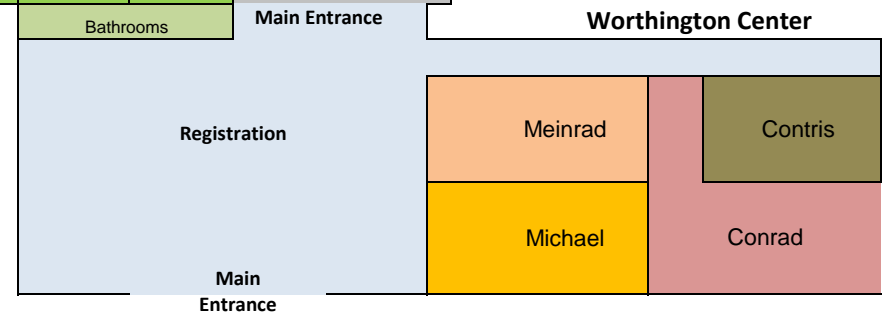 Main Entrance
Worthington Center
Bathrooms
Registration
Meinrad
Contris
Michael
Conrad
Main
Entrance